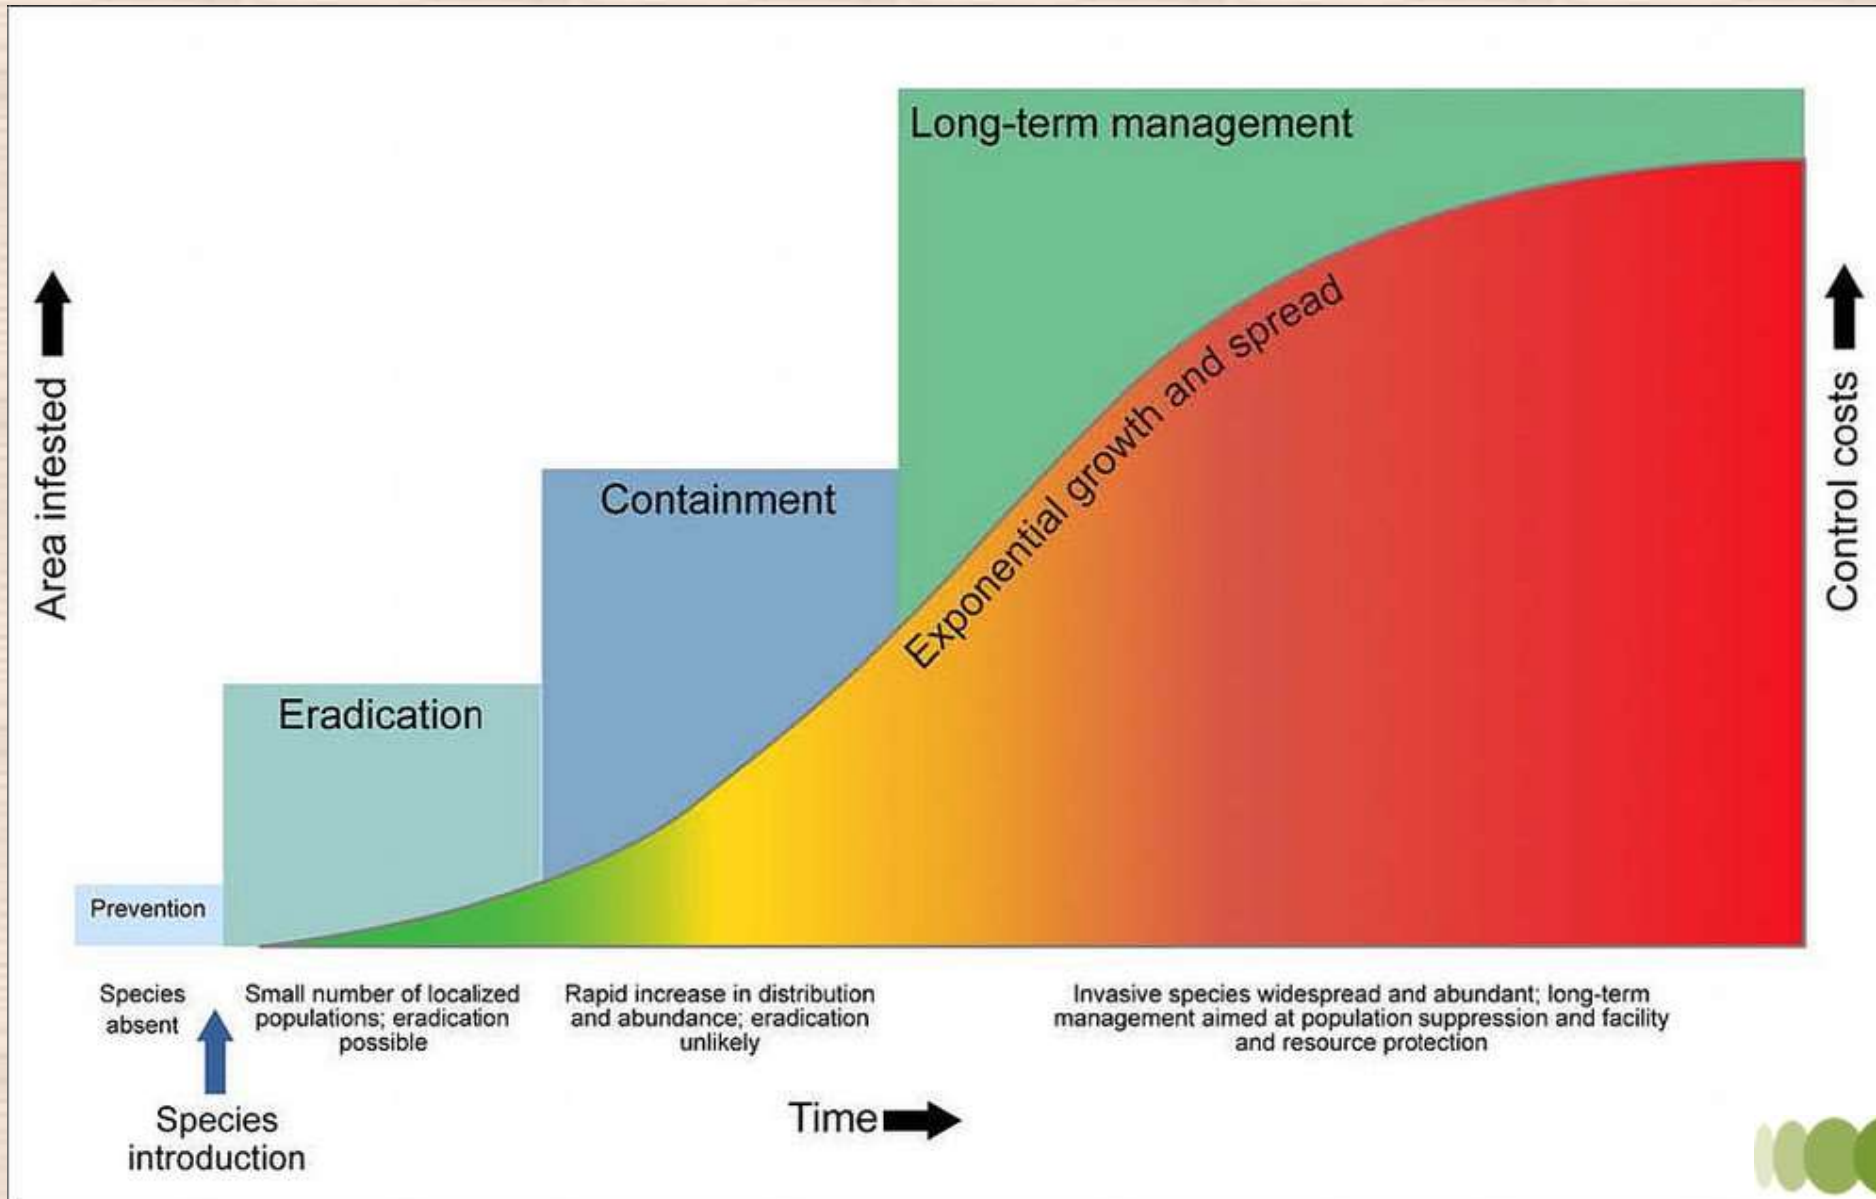 Long-term management
Exponential growth and spread
Containment
Eradication
Prevention
Area infested
Control costs
Species
absent
Small number of localized
populations; eradication
possible
Rapid increase in distribution
and abundance; eradication
unlikely
Invasive species widespread and abundant; long-term
management aimed at population suppression and facility
and resource protection
Species
introduction
Time